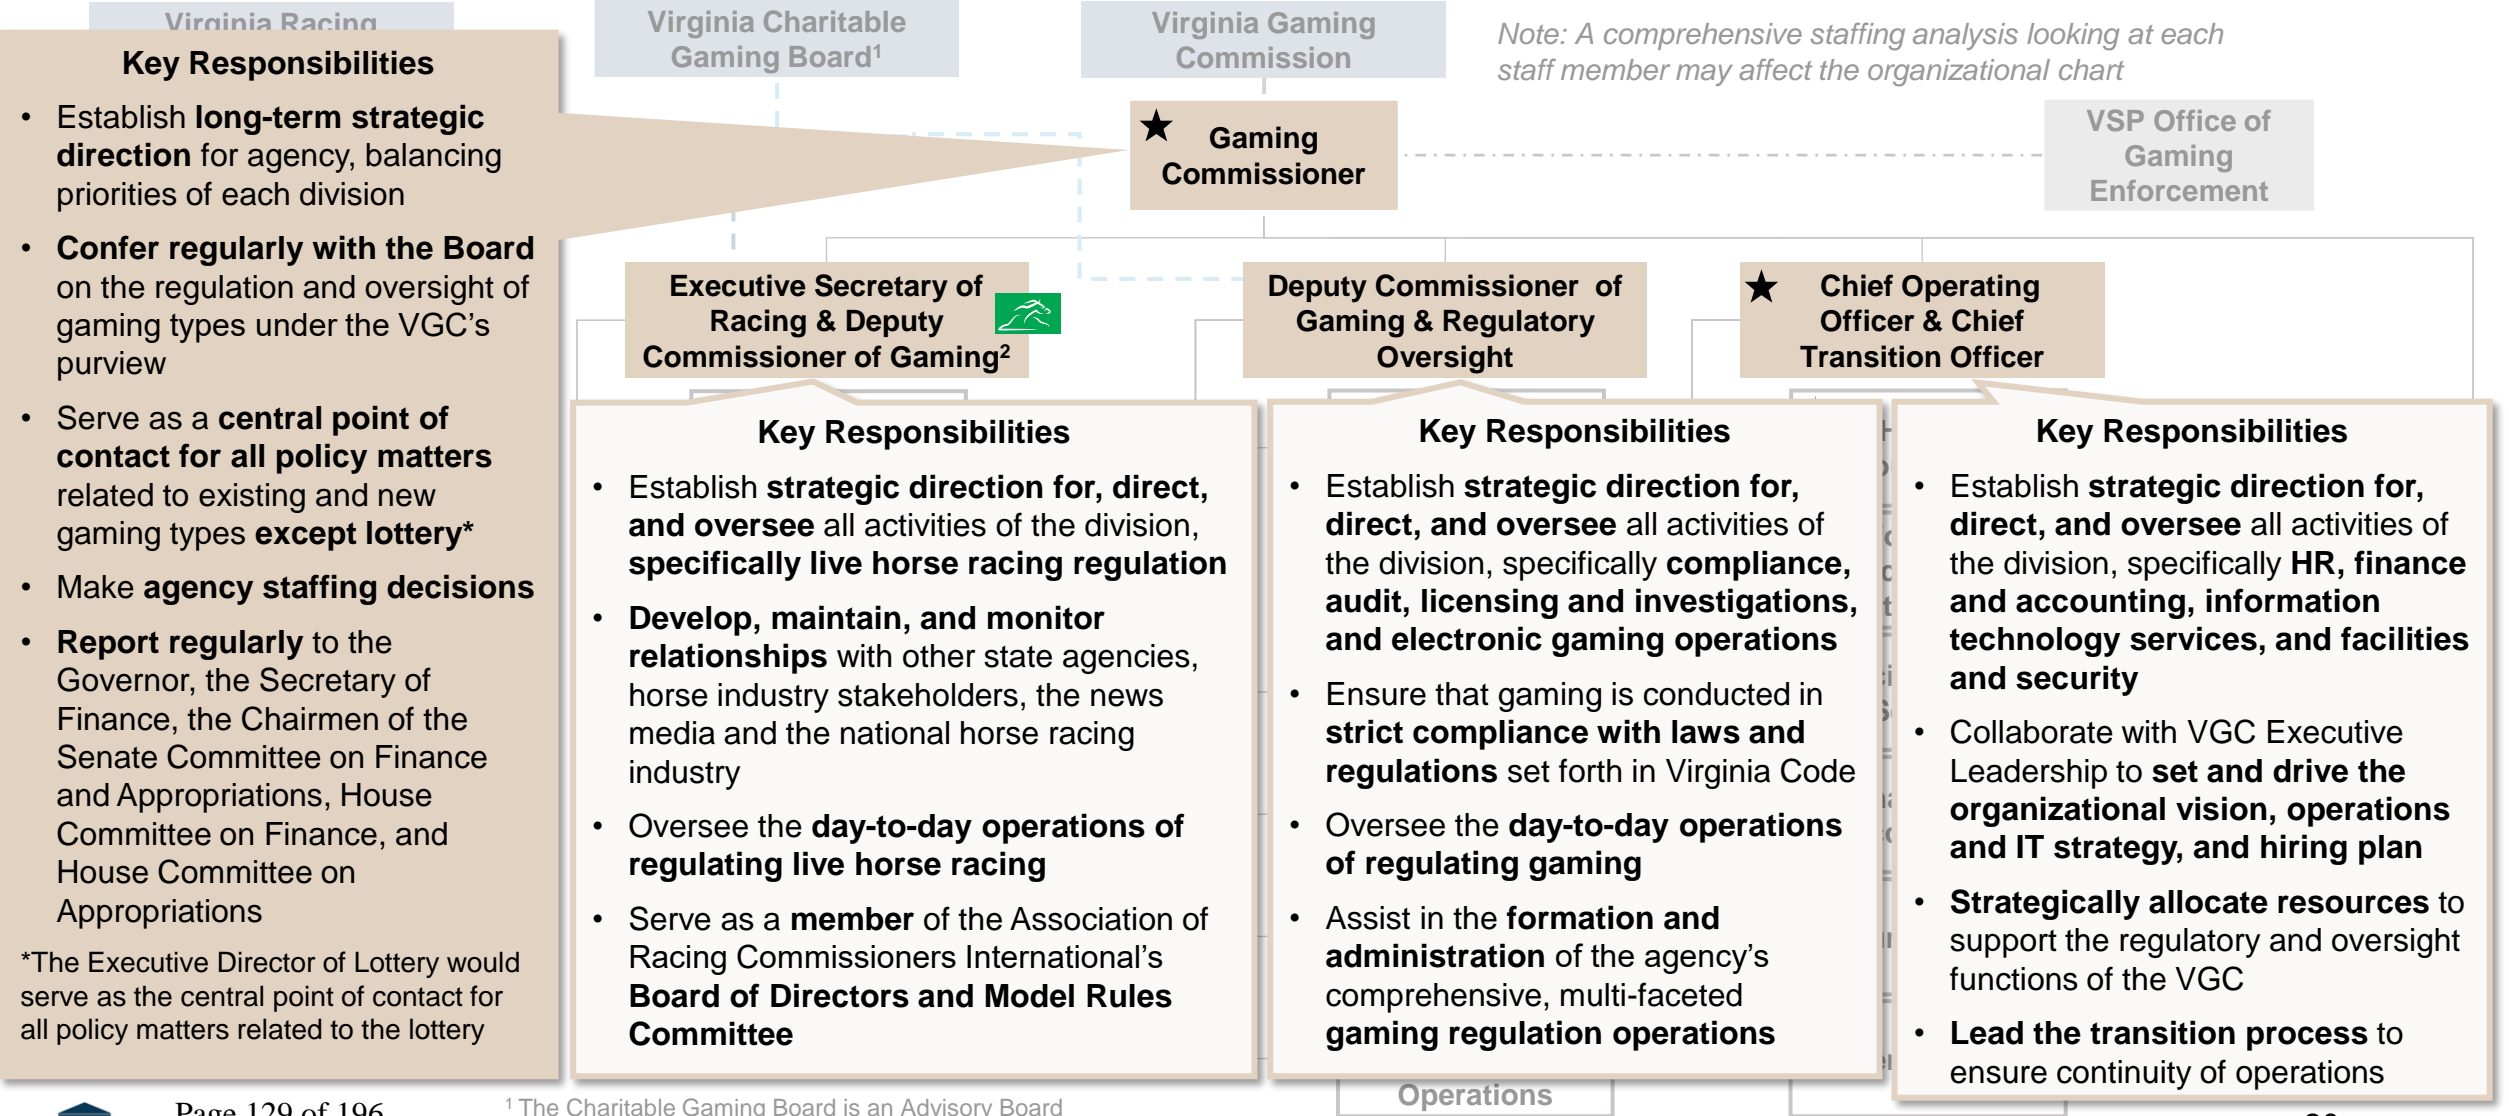 Virginia Racing
Virginia Charitable
Gaming Board¹
Virginia Gaming
Commission
Note: A comprehensive staffing analysis looking at each
staff member may affect the organizational chart
VSP Office of
Gaming
Enforcement
Gaming
Commissioner
Key Responsibilities
• Establish long-term strategic
direction for agency, balancing
priorities of each division
• Confer regularly with the Board
on the regulation and oversight of
gaming types under the VGC’s
purview
• Serve as a central point of
contact for all policy matters
related to existing and new
gaming types except lottery*
• Make agency staffing decisions
• Report regularly to the
Governor, the Secretary of
Finance, the Chairmen of the
Senate Committee on Finance
and Appropriations, House
Committee on Finance, and
House Committee on
Appropriations
*The Executive Director of Lottery would
serve as the central point of contact for
all policy matters related to the lottery
Executive Secretary of
Racing & Deputy
Commissioner of Gaming²
Key Responsibilities
• Establish strategic direction for, direct,
and oversee all activities of the division,
specifically live horse racing regulation
• Develop, maintain, and monitor
relationships with other state agencies,
horse industry stakeholders, the news
media and the national horse racing
industry
• Oversee the day-to-day operations of
regulating live horse racing
• Serve as a member of the Association of
Racing Commissioners International’s
Board of Directors and Model Rules
Committee
Deputy Commissioner of
Gaming & Regulatory
Oversight
Key Responsibilities
• Establish strategic direction for,
direct, and oversee all activities of
the division, specifically compliance,
audit, licensing and investigations,
and electronic gaming operations
• Ensure that gaming is conducted in
strict compliance with laws and
regulations set forth in Virginia Code
• Oversee the day-to-day operations
of regulating gaming
• Assist in the formation and
administration of the agency’s
comprehensive, multi-faceted
gaming regulation operations
Operations
Chief Operating
Officer & Chief
Transition Officer
Key Responsibilities
• Establish strategic direction for,
direct, and oversee all activities of
the division, specifically HR, finance
and accounting, information
technology services, and facilities
and security
• Collaborate with VGC Executive
Leadership to set and drive the
organizational vision, operations
and IT strategy, and hiring plan
• Strategically allocate resources to
support the regulatory and oversight
functions of the VGC
• Lead the transition process to
ensure continuity of operations
Page 129 of 196
¹ The Charitable Gaming Board is an Advisory Board